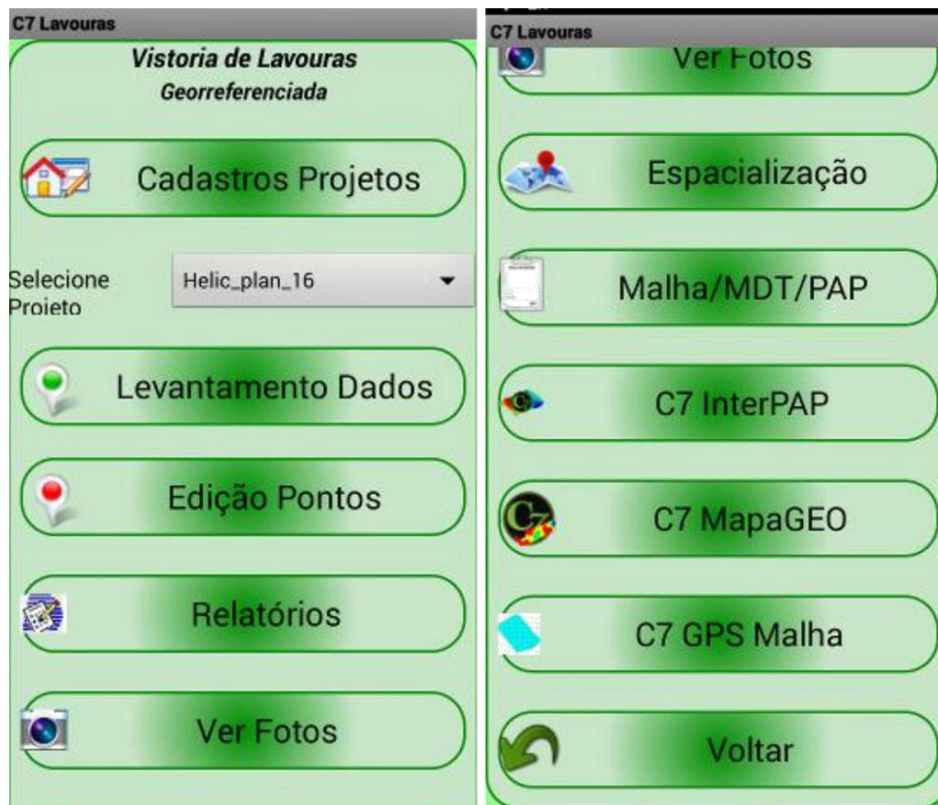 C7 Lavouras
Vistoria de Lavouras
Georreferenciada
Cadastros Projetos
Selecione
Projeto
Helic_plan_16
Levantamento Dados
Edição Pontos
Relatórios
Ver Fotos
C7 Lavouras
Ver Fotos
Espacialização
Malha/MDT/PAP
C7 InterPAP
C7 MapaGEO
C7
C7 GPS Malha
Voltar